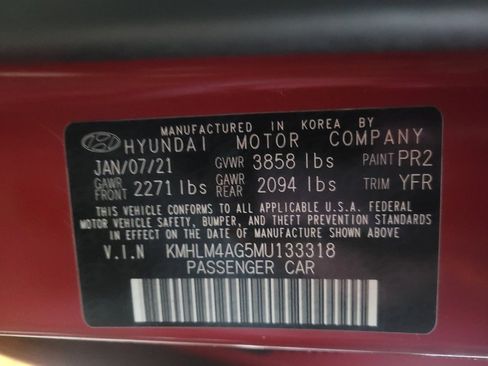 MANUFACTURED IN KOREA BY
HYUNDAI MOTOR COMPANY
JAN/07/21 GVWR 3858 lbs PAINT PR2
GAWR FRONT 2271 lbs GAWR REAR 2094 lbs TRIM YFR
THIS VEHICLE CONFORMS TO ALL APPLICABLE U.S.A. FEDERAL
MOTOR VEHICLE SAFETY, BUMPER, AND THEFT PREVENTION STANDARDS
IN EFFECT ON THE DATE OF MANUFACTURE SHOWN ABOVE
V.I.N KMHLM4AG5MU133318
PASSENGER CAR